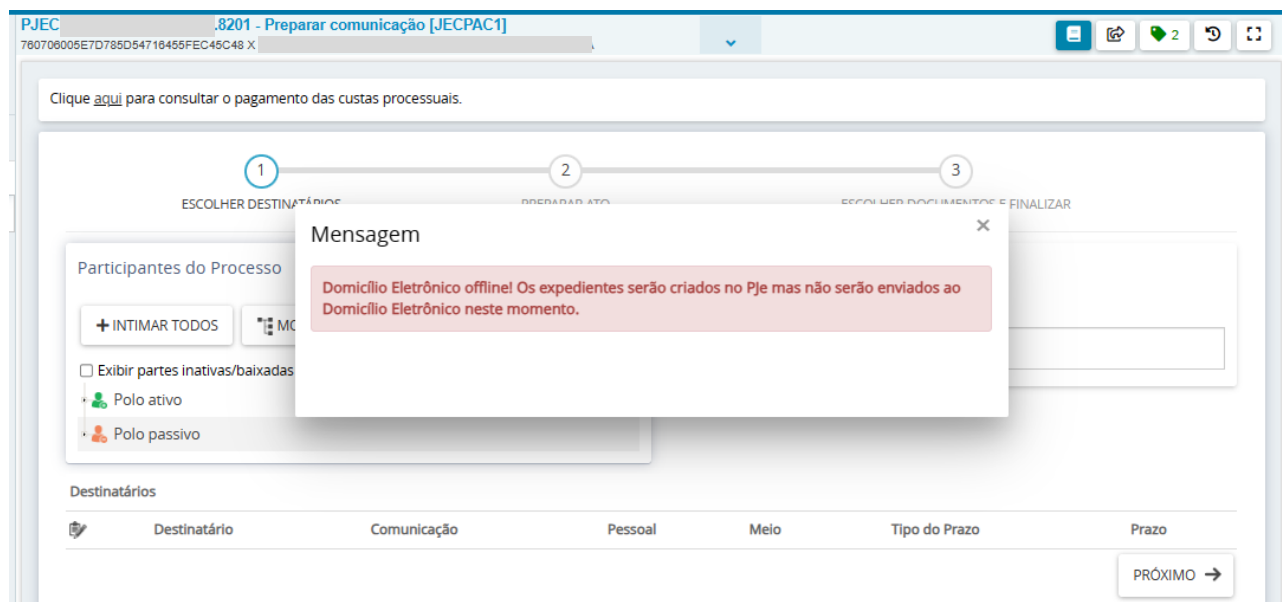 PJEC .8201 - Preparar comunicação [JECPAC1]
760706005E7D785D54716455FEC45C48 X
2
Clique aqui para consultar o pagamento das custas processuais.
1
2
3
ESCOLHER DESTINATÁRIOS
PREPARAR ATO
ESCOLHER DOCUMENTOS E FINALIZAR
Mensagem
×
Domicílio Eletrônico offline! Os expedientes serão criados no PJe mas não serão enviados ao
Domicílio Eletrônico neste momento.
Participantes do Processo
+ INTIMAR TODOS
MO
Exibir partes inativas/baixadas
Polo ativo
Polo passivo
Destinatários
Destinatário Comunicação Pessoal Meio Tipo do Prazo Prazo
PRÓXIMO →